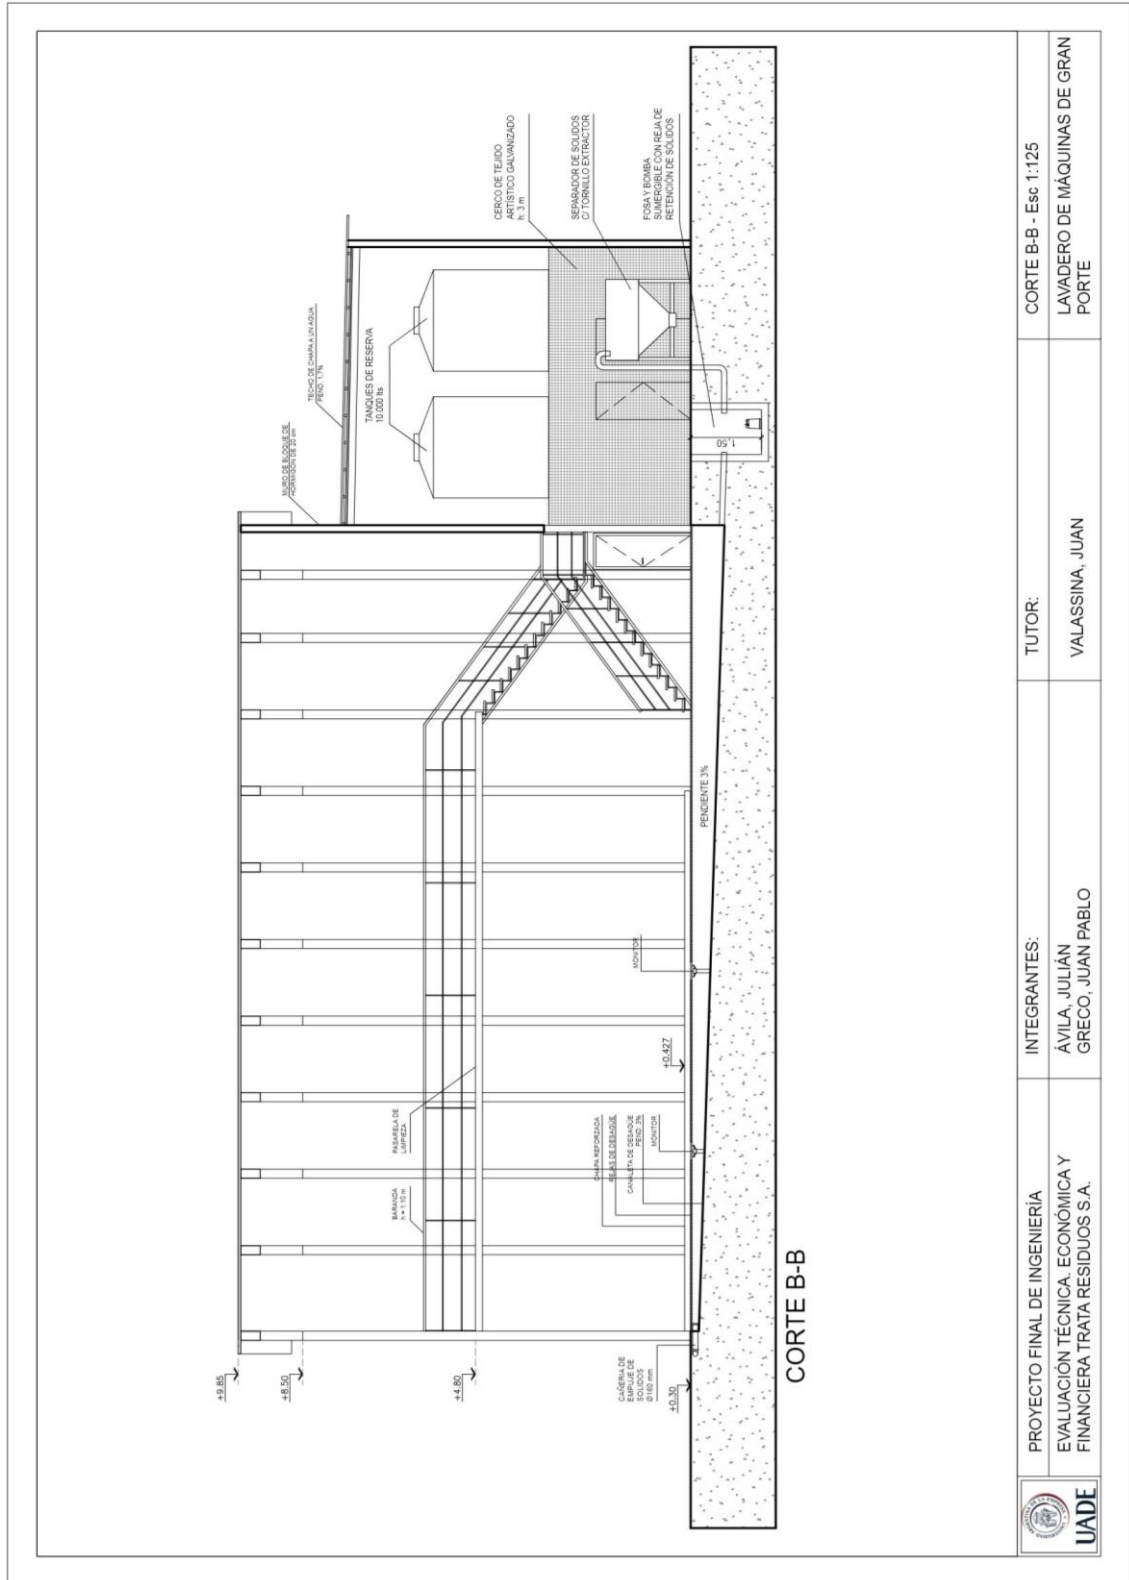 +9.85
+8.50
+4.80
+0.30
CAÑERIA DE
EMPUJE DE
SOLIDOS
Ø160 mm
BARANDA
h = 1.10 m
PASARELA DE
LIMPIEZA
CHAPA REFORZADA
REJAS DE DESAGÜE
CANALETA DE DESAGÜE
PEND. 3%
MONITOR
+0.427
MONITOR
PENDIENTE 3%
MURO DE BLOQUE DE
HORMIGON DE 20 cm
TECHO DE CHAPA A UN AGUA
PEND. 1.7%
TANQUES DE RESERVA
10.000 lts
1,50
CERCO DE TEJIDO
ARTÍSTICO GALVANIZADO
h: 3 m
SEPARADOR DE SOLIDOS
C/ TORNILLO EXTRACTOR
FOSA Y BOMBA
SUMERGIBLE CON REJA DE
RETENCIÓN DE SÓLIDOS
CORTE B-B
UADE
PROYECTO FINAL DE INGENIERÍA
EVALUACIÓN TÉCNICA. ECONÓMICA Y
FINANCIERA TRATA RESIDUOS S.A.
INTEGRANTES:
ÁVILA, JULIÁN
GRECO, JUAN PABLO
TUTOR:
VALASSINA, JUAN
CORTE B-B - Esc 1:125
LAVADERO DE MÁQUINAS DE GRAN
PORTE